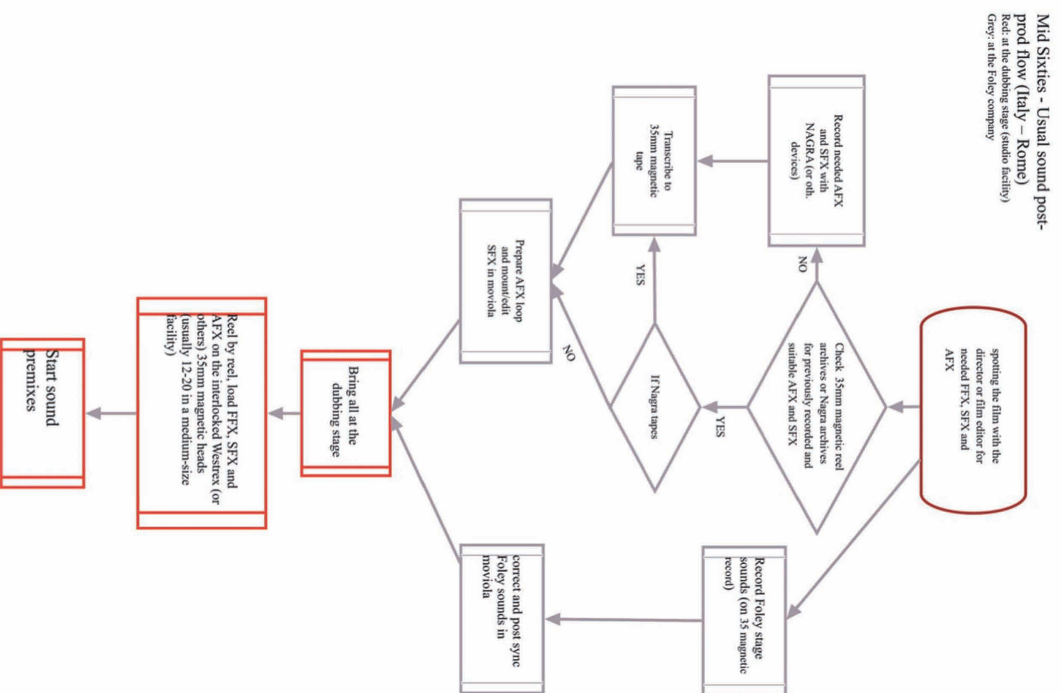 Mid Sixties - Usual sound post-
prod flow (Italy – Rome)
Red: at the dubbing stage (studio facility)
Grey: at the Foley company
spotting the film with the
director or film editor for
needed FFX, SFX and
AFX
Check 35mm magnetic reel
archives or Nagra archives
for previously recorded and
suitable AFX and SFX
NO
YES
Record needed AFX
and SFX with
NAGRA (or oth.
devices)
If Nagra tapes
YES
NO
Transcribe to
35mm magnetic
tape
Record Foley stage
sounds (on 35 magnetic
record)
Prepare AFX loop
and mount/edit
SFX in moviola
correct and post sync
Foley sounds in
moviola
Bring all at the
dubbing stage
Reel by reel, load FFX, SFX and
AFX on the interlocked Westrex (or
others) 35mm magnetic heads
(usually 12-20 in a medium-size
facility)
Start sound
premixes